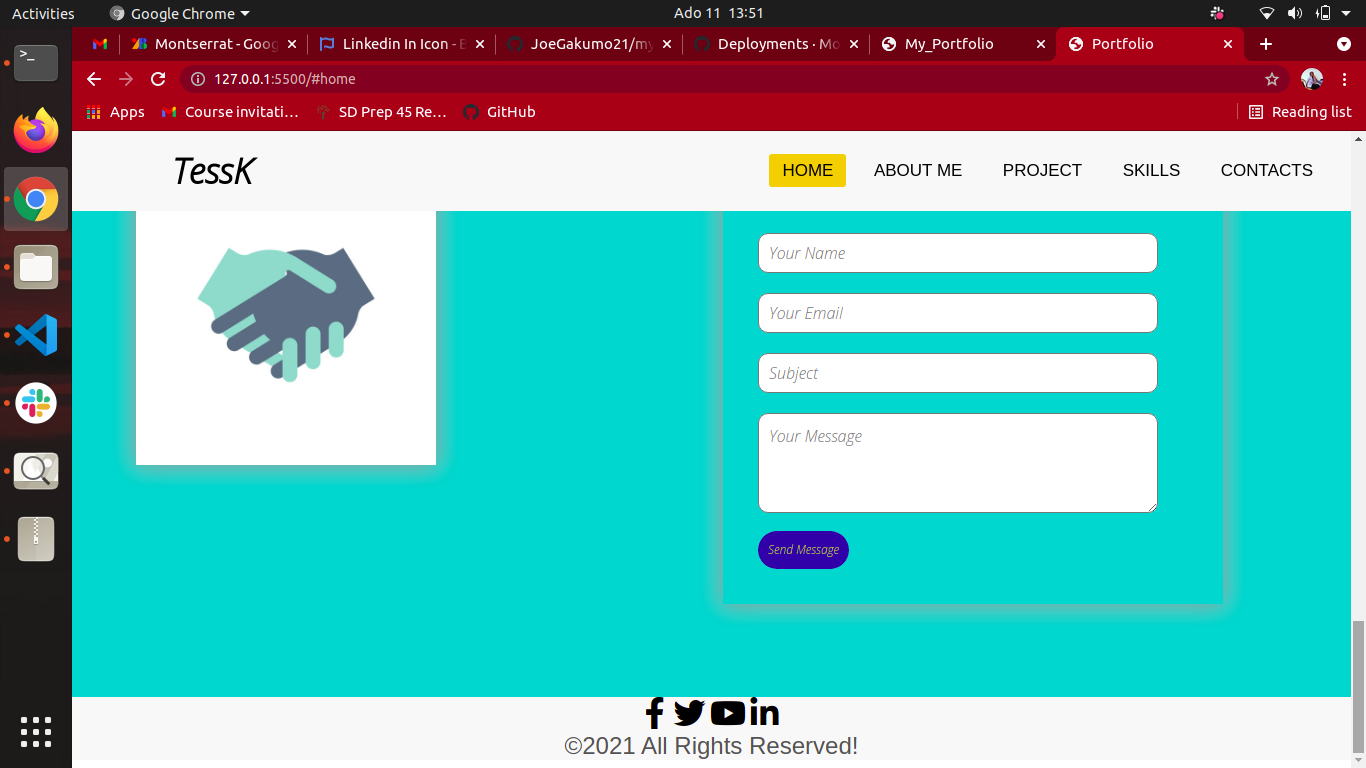 Activities Google Chrome Ado 11 13:51
Montserrat - Goog Linkedin In Icon - B JoeGakumo21/my Deployments · Mo My_Portfolio Portfolio
127.0.0.1:5500/#home
Apps Course invitati… SD Prep 45 Re… GitHub Reading list
TessK HOME ABOUT ME PROJECT SKILLS CONTACTS
Your Name
Your Email
Subject
Your Message
Send Message
©2021 All Rights Reserved!